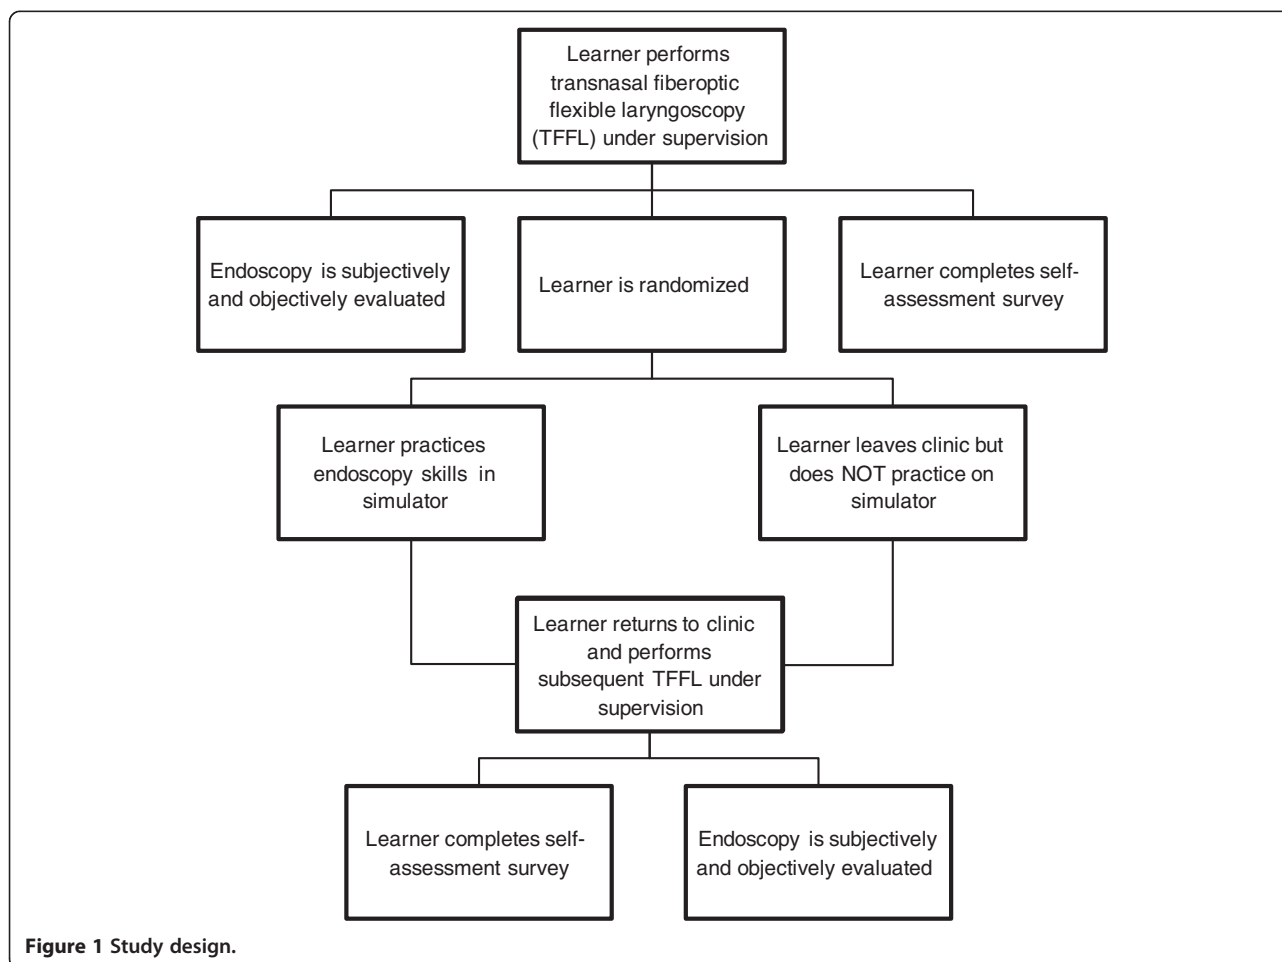 Learner performs
transnasal fiberoptic
flexible laryngoscopy
(TFFL) under supervision
Endoscopy is subjectively
and objectively evaluated
Learner is randomized
Learner completes self-
assessment survey
Learner practices
endoscopy skills in
simulator
Learner leaves clinic but
does NOT practice on
simulator
Learner returns to clinic
and performs
subsequent TFFL under
supervision
Learner completes self-
assessment survey
Endoscopy is subjectively
and objectively evaluated
Figure 1 Study design.